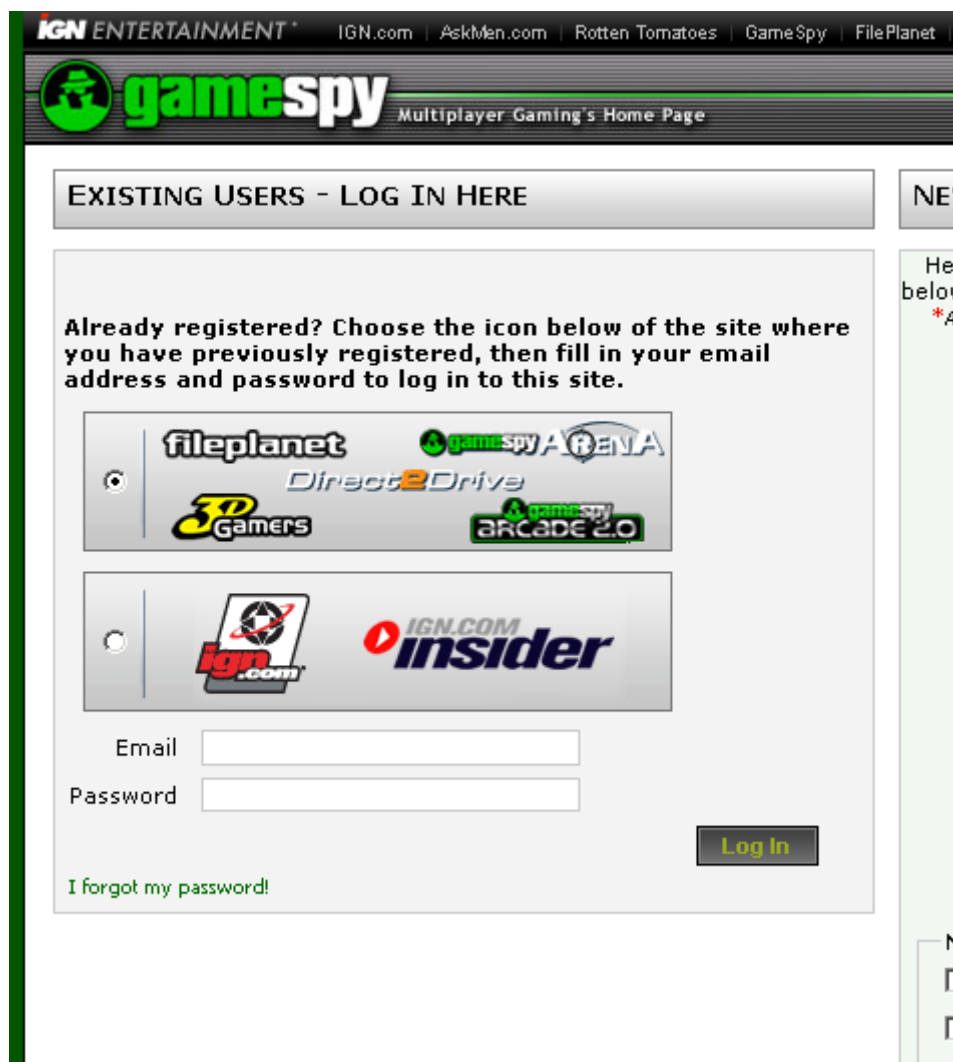 IGN ENTERTAINMENT IGN.com | AskMen.com | Rotten Tomatoes | GameSpy | FilePlanet
gamespy
Multiplayer Gaming's Home Page
EXISTING USERS - LOG IN HERE
Already registered? Choose the icon below of the site where
you have previously registered, then fill in your email
address and password to log in to this site.
fileplanet gamespy ARENA
Direct2Drive
3D Gamers gamespy ARCADE 2.0
ign.com IGN.COM insider
Email
Password
Log In
I forgot my password!
He
below